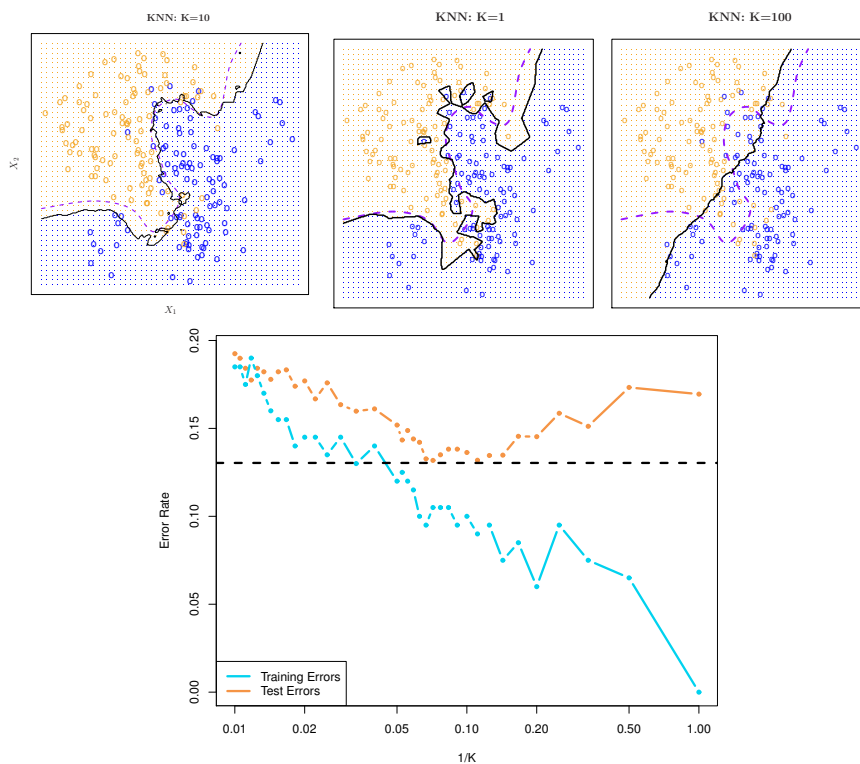 KNN: K=10
KNN: K=1
KNN: K=100
X2
X1
0.20
0.15
0.10
0.05
0.00
Error Rate
Training Errors
Test Errors
0.01 0.02 0.05 0.10 0.20 0.50 1.00
1/K